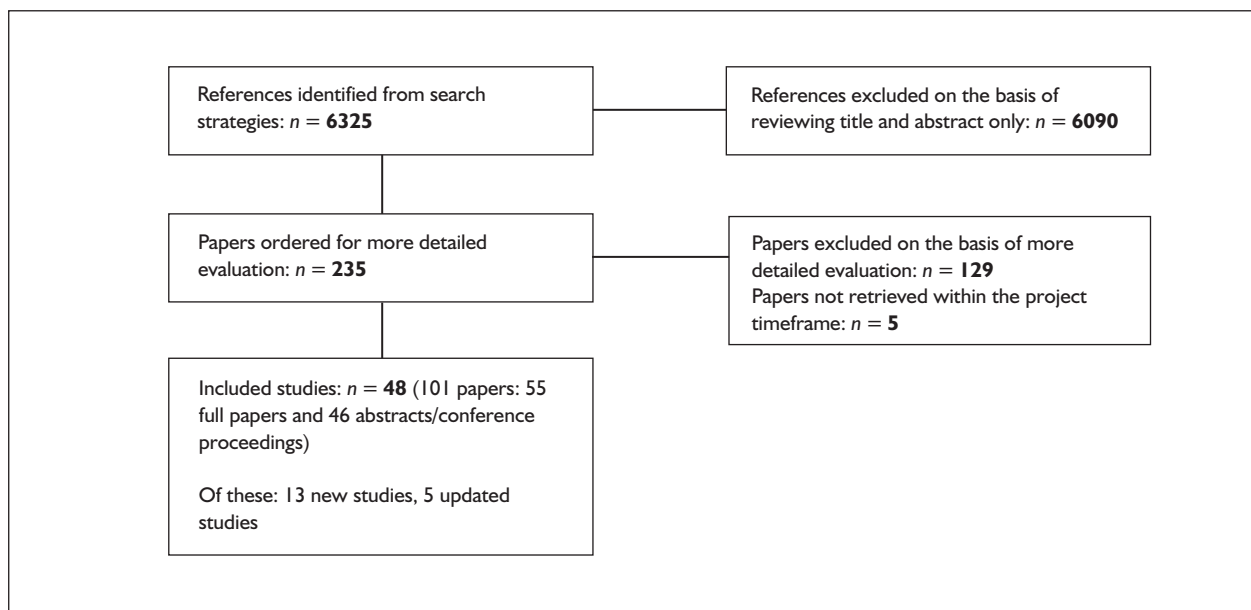 References identified from search
strategies: n = 6325
References excluded on the basis of
reviewing title and abstract only: n = 6090
Papers ordered for more detailed
evaluation: n = 235
Papers excluded on the basis of more
detailed evaluation: n = 129
Papers not retrieved within the project
timeframe: n = 5
Included studies: n = 48 (101 papers: 55
full papers and 46 abstracts/conference
proceedings)
Of these: 13 new studies, 5 updated
studies